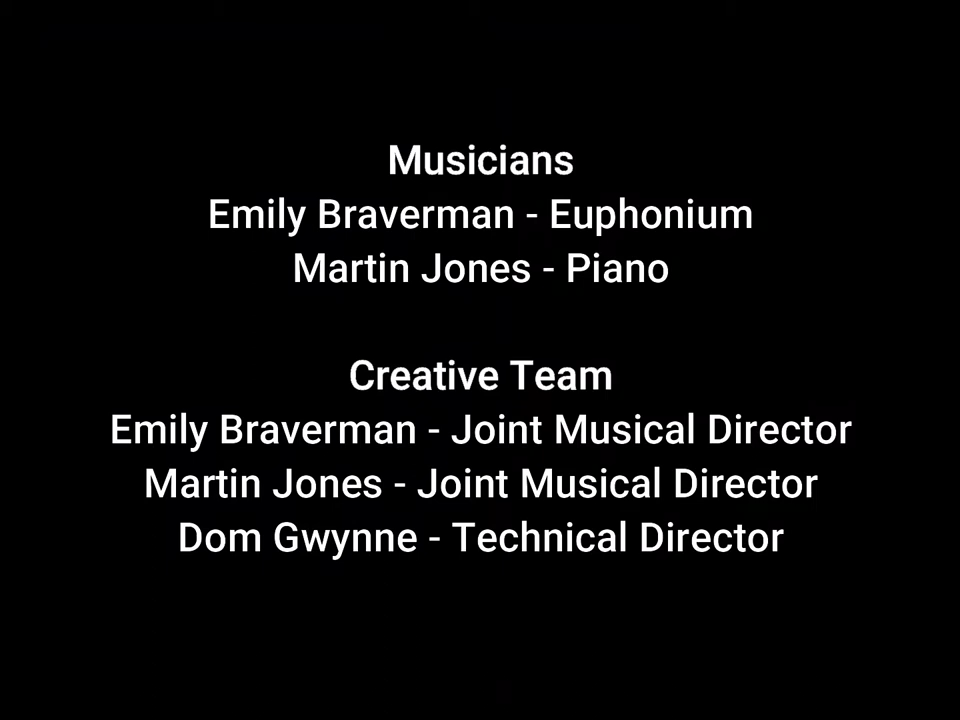 Musicians
Emily Braverman - Euphonium
Martin Jones - Piano
Creative Team
Emily Braverman - Joint Musical Director
Martin Jones - Joint Musical Director
Dom Gwynne - Technical Director